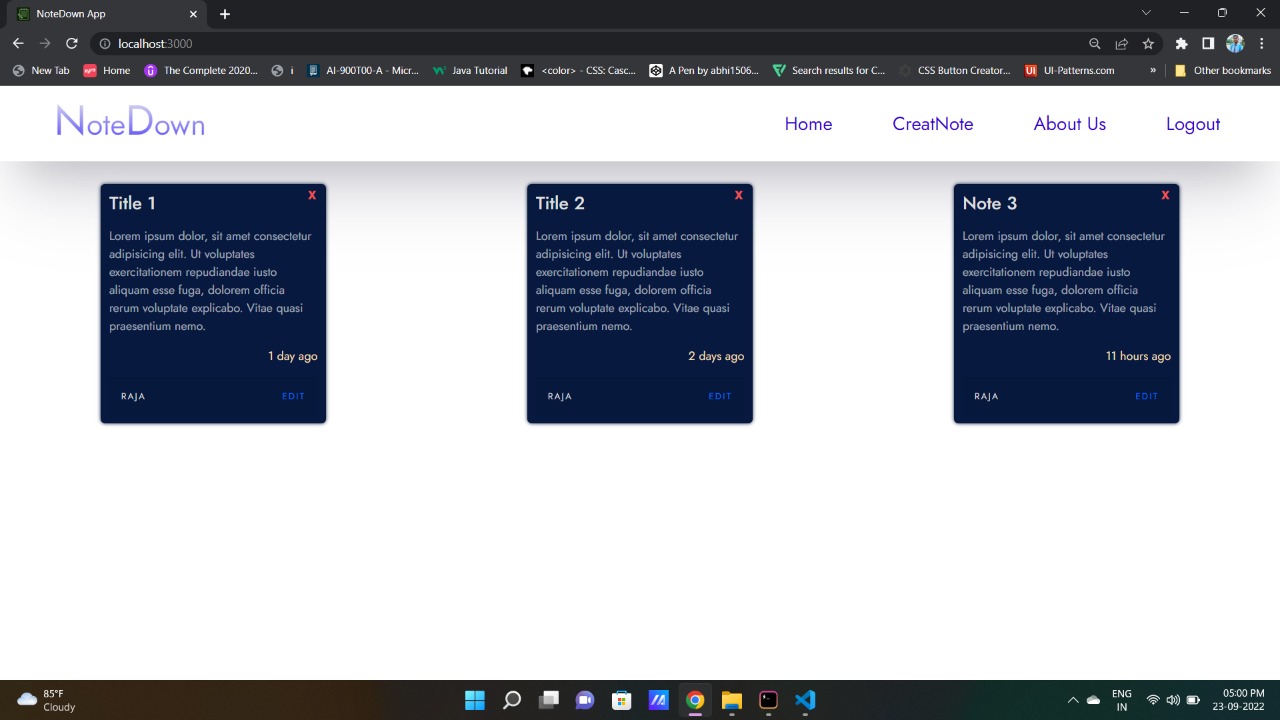 NoteDown App
localhost:3000
New Tab Home The Complete 2020... i AI-900T00-A - Micr... Java Tutorial <color> - CSS: Casc... A Pen by abhi1506... Search results for C... CSS Button Creator... UI-Patterns.com » Other bookmarks
NoteDown Home CreatNote About Us Logout
Title 1 X
Lorem ipsum dolor, sit amet consectetur
adipisicing elit. Ut voluptates
exercitationem repudiandae iusto
aliquam esse fuga, dolorem officia
rerum voluptate explicabo. Vitae quasi
praesentium nemo.
1 day ago
RAJA EDIT
Title 2 X
Lorem ipsum dolor, sit amet consectetur
adipisicing elit. Ut voluptates
exercitationem repudiandae iusto
aliquam esse fuga, dolorem officia
rerum voluptate explicabo. Vitae quasi
praesentium nemo.
2 days ago
RAJA EDIT
Note 3 X
Lorem ipsum dolor, sit amet consectetur
adipisicing elit. Ut voluptates
exercitationem repudiandae iusto
aliquam esse fuga, dolorem officia
rerum voluptate explicabo. Vitae quasi
praesentium nemo.
11 hours ago
RAJA EDIT
85°F
Cloudy
ENG
IN
05:00 PM
23-09-2022